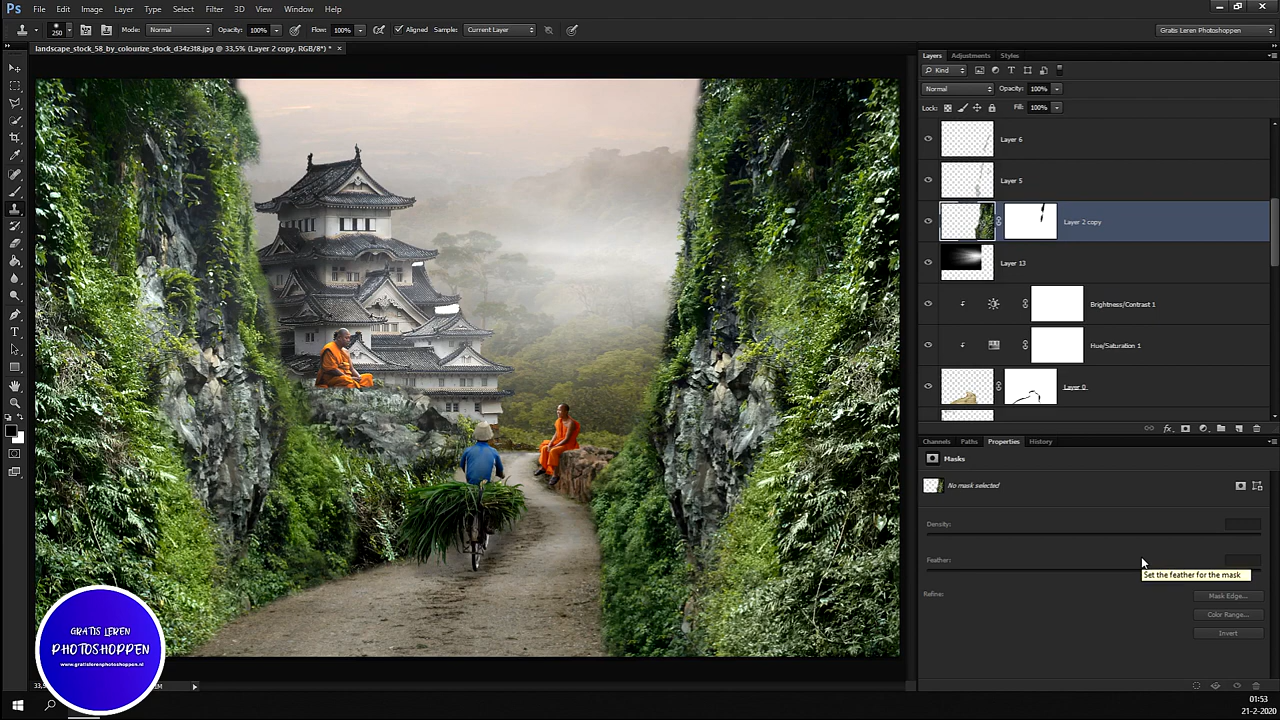 Ps File Edit Image Layer Type Select Filter 3D View Window Help
250 Mode: Normal Opacity: 100% Flow: 100% Aligned Sample: Current Layer Gratis Leren Photoshoppen
landscape_stock_58_by_colourize_stock_d34z3t8.jpg @ 33,5% (Layer 2 copy, RGB/8*) * ×
Layers Adjustments Styles
Kind
Normal Opacity: 100%
Lock: Fill: 100%
Layer 6
Layer 5
Layer 2 copy
Layer 13
Brightness/Contrast 1
Hue/Saturation 1
Layer 0
fx
Channels Paths Properties History
Masks
No mask selected
Density:
Feather:
Set the feather for the mask
Refine: Mask Edge...
Color Range...
Invert
GRATIS LEREN
PHOTOSHOPPEN
www.gratislerenphotoshoppen.nl
01:53
21-2-2020